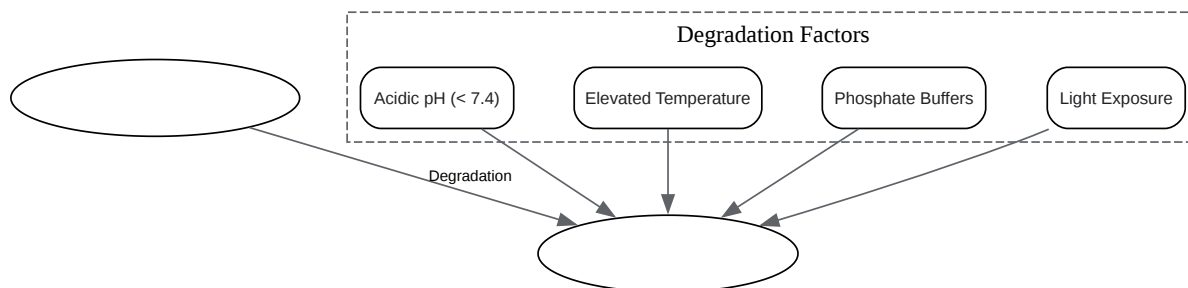 Degradation Factors
Acidic pH (< 7.4)
Elevated Temperature
Phosphate Buffers
Light Exposure
Degradation